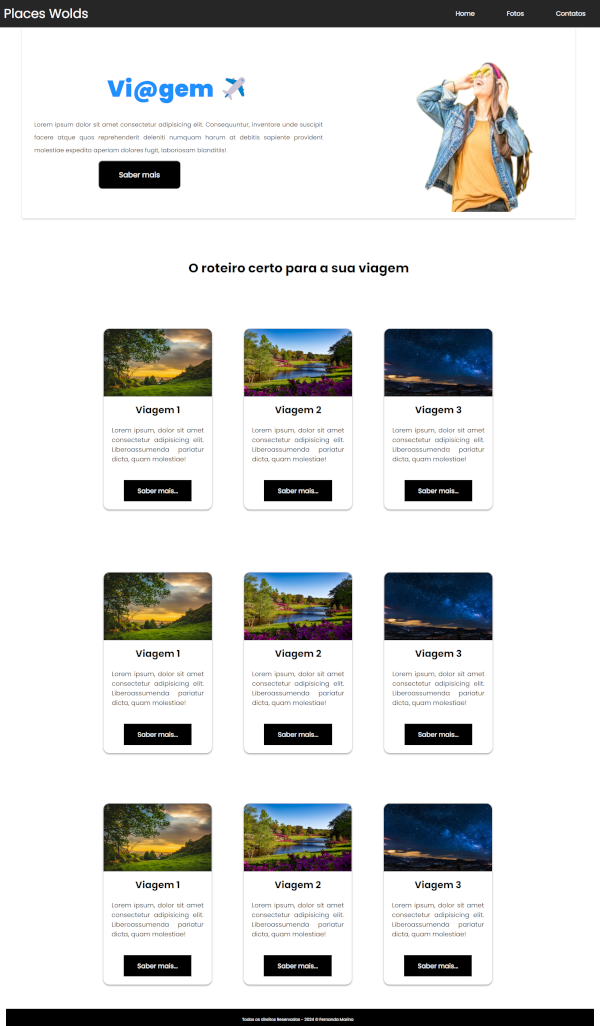 Places Wolds
Home Fotos Contatos
Vi@gem
Lorem ipsum dolor sit amet consectetur adipisicing elit. Consequuntur, inventore unde suscipit
facere atque quos reprehenderit deleniti numquam harum at debitis sapiente provident
molestiae expedita aperiam dolores fugit, laboriosam blanditiis!
Saber mais
O roteiro certo para a sua viagem
Viagem 1
Lorem ipsum, dolor sit amet
consectetur adipisicing elit.
Liberoassumenda pariatur
dicta, quam molestiae!
Saber mais...
Viagem 2
Lorem ipsum, dolor sit amet
consectetur adipisicing elit.
Liberoassumenda pariatur
dicta, quam molestiae!
Saber mais...
Viagem 3
Lorem ipsum, dolor sit amet
consectetur adipisicing elit.
Liberoassumenda pariatur
dicta, quam molestiae!
Saber mais...
Viagem 1
Lorem ipsum, dolor sit amet
consectetur adipisicing elit.
Liberoassumenda pariatur
dicta, quam molestiae!
Saber mais...
Viagem 2
Lorem ipsum, dolor sit amet
consectetur adipisicing elit.
Liberoassumenda pariatur
dicta, quam molestiae!
Saber mais...
Viagem 3
Lorem ipsum, dolor sit amet
consectetur adipisicing elit.
Liberoassumenda pariatur
dicta, quam molestiae!
Saber mais...
Viagem 1
Lorem ipsum, dolor sit amet
consectetur adipisicing elit.
Liberoassumenda pariatur
dicta, quam molestiae!
Saber mais...
Viagem 2
Lorem ipsum, dolor sit amet
consectetur adipisicing elit.
Liberoassumenda pariatur
dicta, quam molestiae!
Saber mais...
Viagem 3
Lorem ipsum, dolor sit amet
consectetur adipisicing elit.
Liberoassumenda pariatur
dicta, quam molestiae!
Saber mais...
Todos os direitos Reservados - 2024 © Fernanda Marina